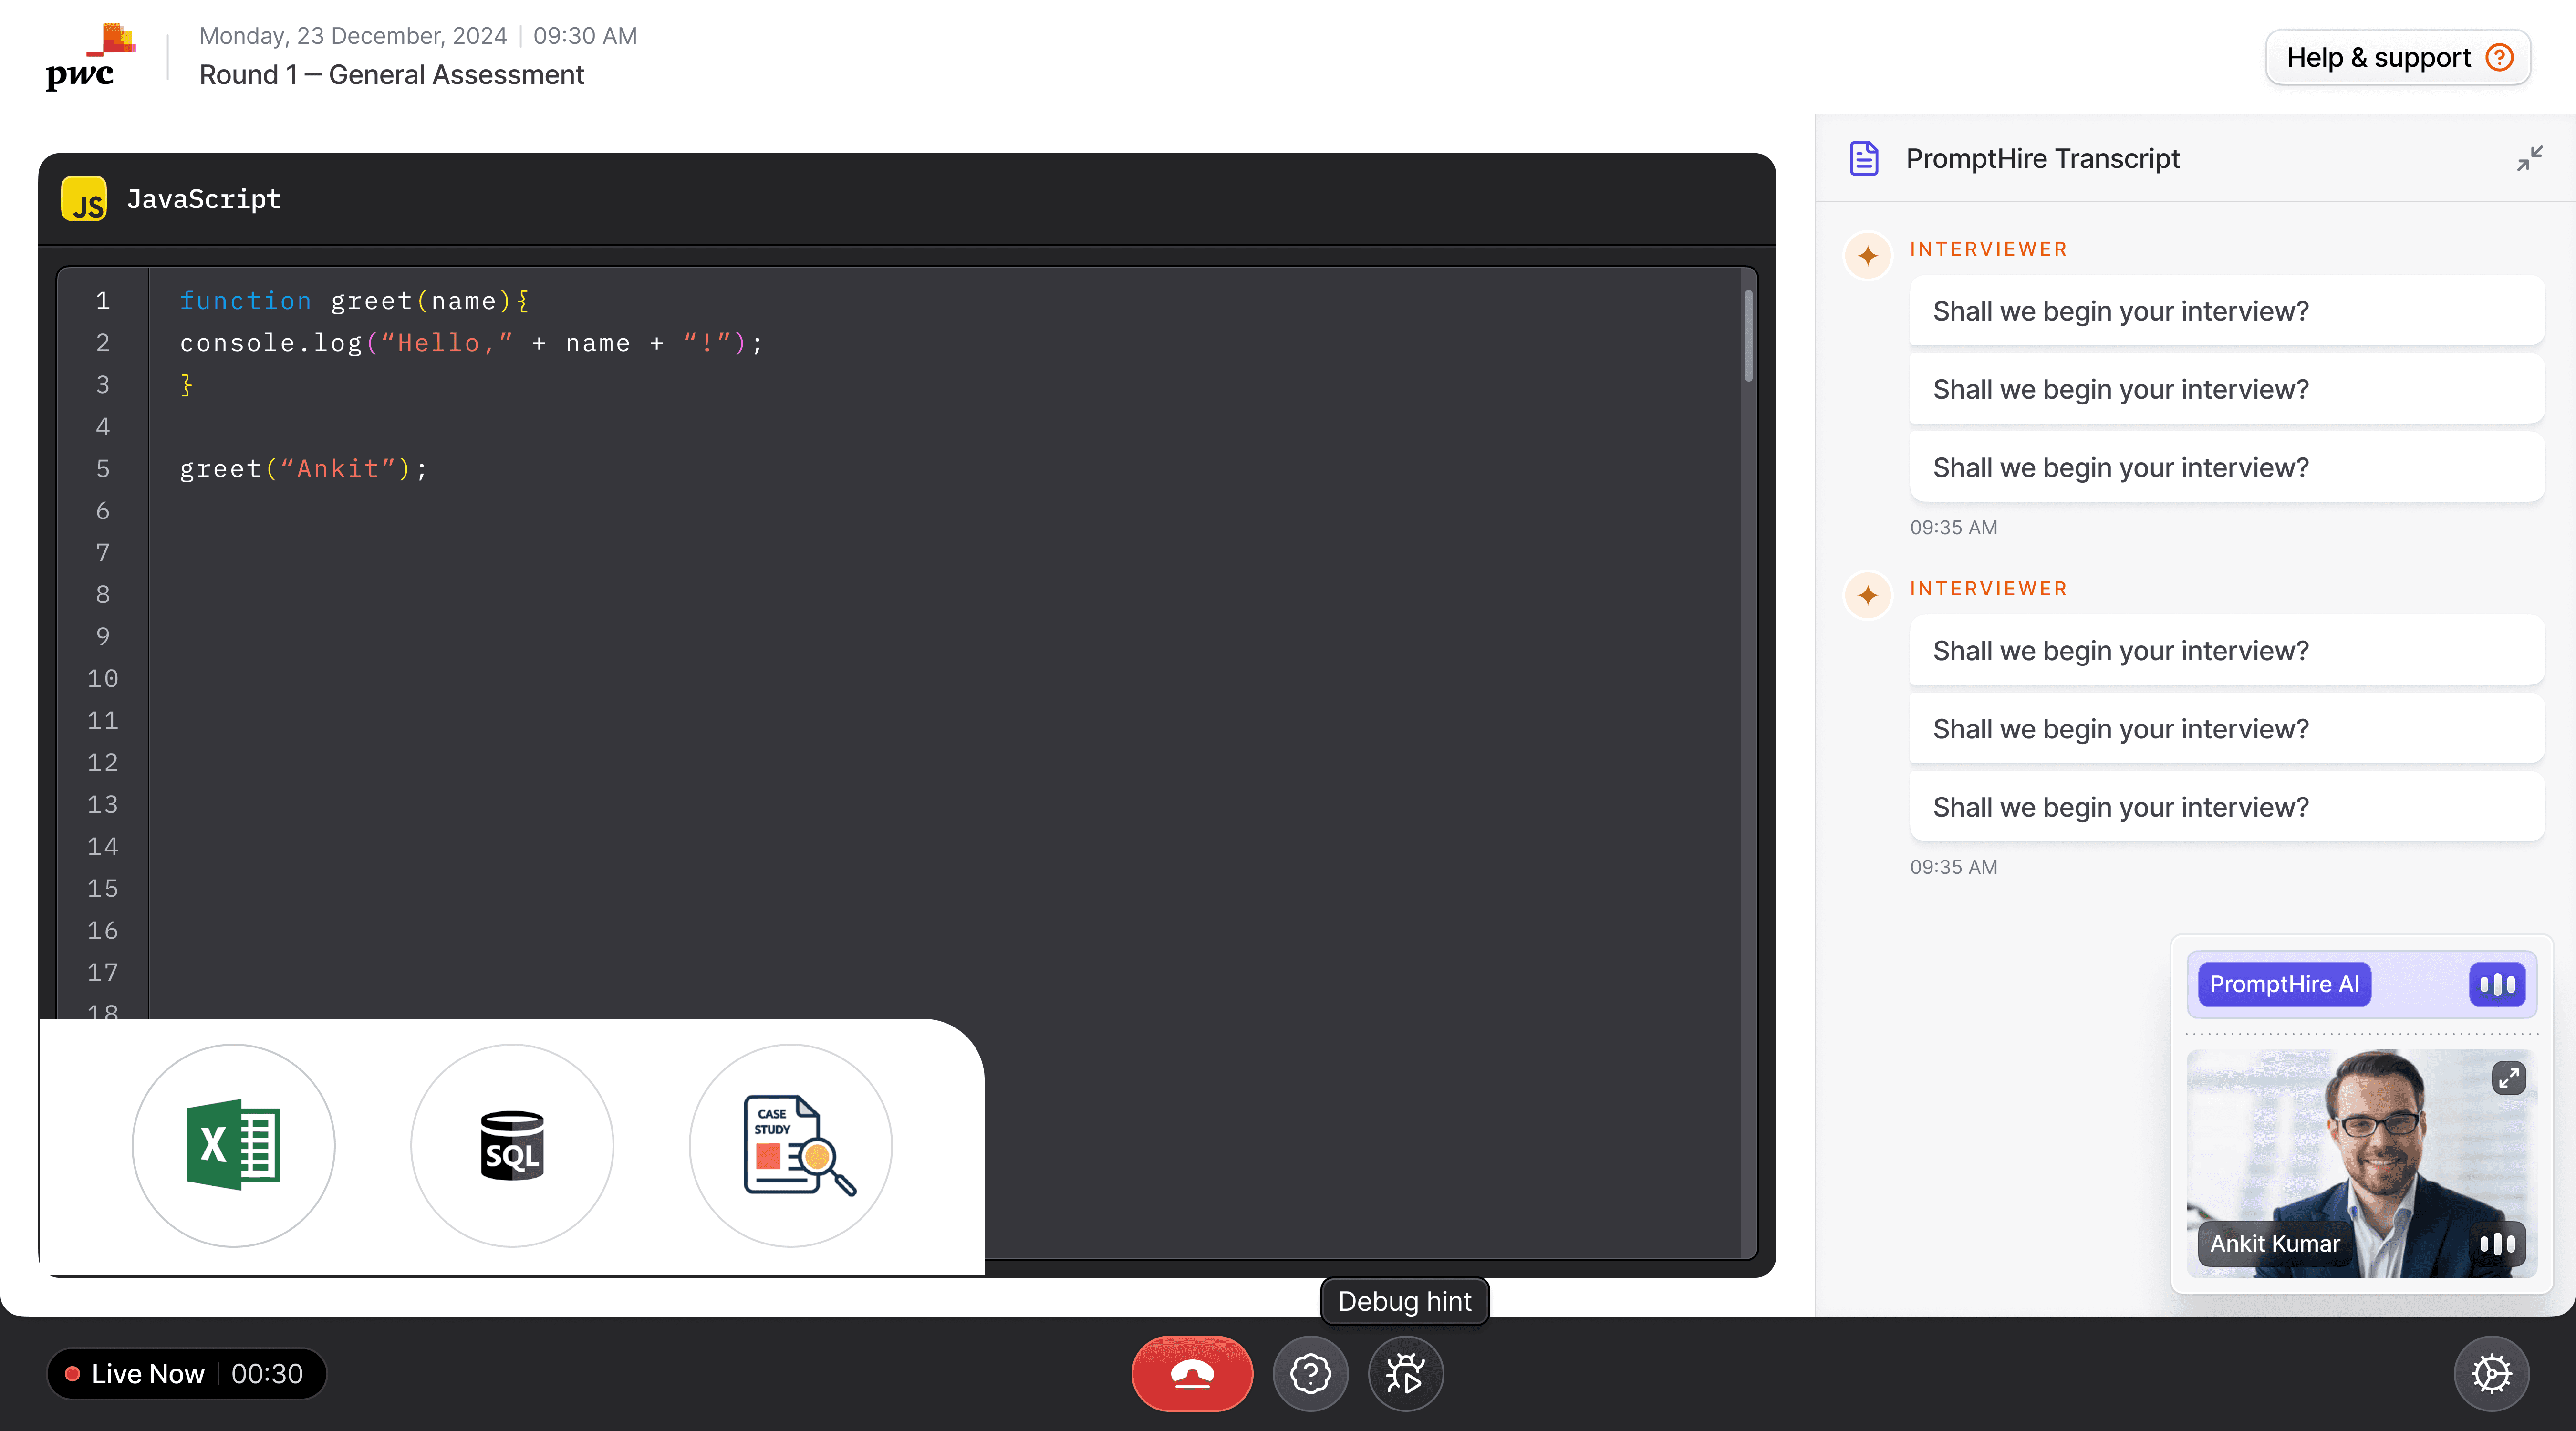 pwc
Monday, 23 December, 2024 | 09:30 AM
Round 1 — General Assessment
Help & support
JS JavaScript
1 function greet(name){
2 console.log(“Hello,” + name + “!”);
3 }
4
5 greet(“Ankit”);
6
7
8
9
10
11
12
13
14
15
16
17
18
X
SQL
CASE
STUDY
PromptHire Transcript
INTERVIEWER
Shall we begin your interview?
Shall we begin your interview?
Shall we begin your interview?
09:35 AM
INTERVIEWER
Shall we begin your interview?
Shall we begin your interview?
Shall we begin your interview?
09:35 AM
PromptHire AI
Ankit Kumar
Debug hint
Live Now | 00:30